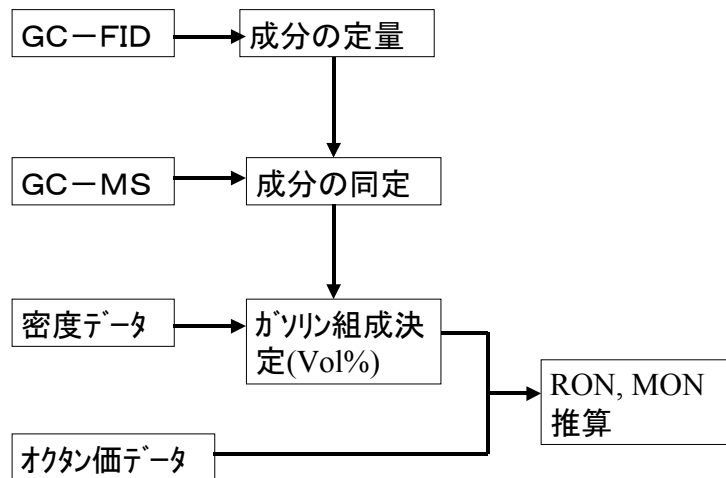 GC－FID
成分の定量
GC－MS
成分の同定
密度ﾃﾞｰﾀ
ｶﾞｿﾘﾝ組成決
定(Vol%)
RON, MON
推算
ｵｸﾀﾝ価ﾃﾞｰﾀ